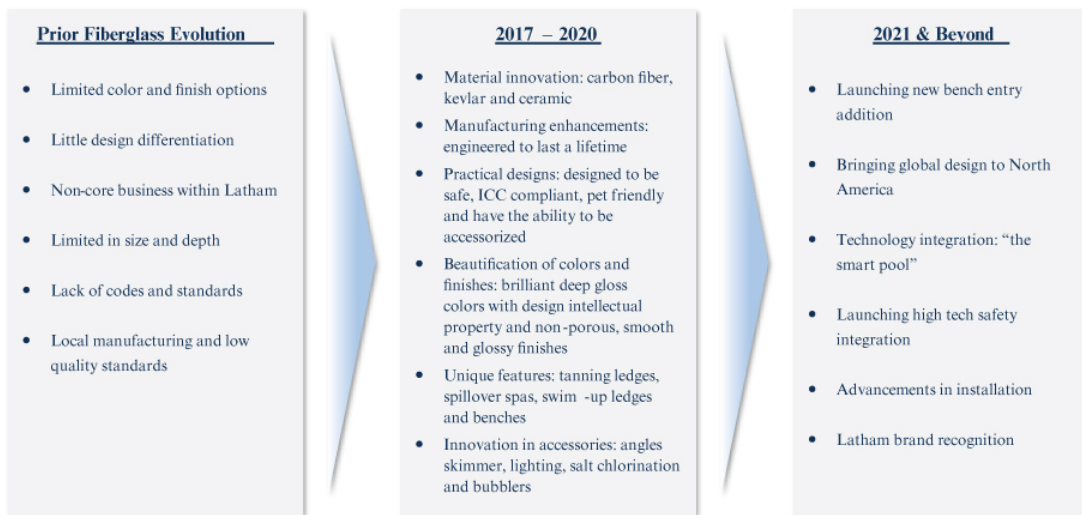 Prior Fiberglass Evolution
• Limited color and finish options
• Little design differentiation
• Non-core business within Latham
• Limited in size and depth
• Lack of codes and standards
• Local manufacturing and low
quality standards
2017 – 2020
• Material innovation: carbon fiber,
kevlar and ceramic
• Manufacturing enhancements:
engineered to last a lifetime
• Practical designs: designed to be
safe, ICC compliant, pet friendly
and have the ability to be
accessorized
• Beautification of colors and
finishes: brilliant deep gloss
colors with design intellectual
property and non-porous, smooth
and glossy finishes
• Unique features: tanning ledges,
spillover spas, swim -up ledges
and benches
• Innovation in accessories: angles
skimmer, lighting, salt chlorination
and bubblers
2021 & Beyond
• Launching new bench entry
addition
• Bringing global design to North
America
• Technology integration: “the
smart pool”
• Launching high tech safety
integration
• Advancements in installation
• Latham brand recognition